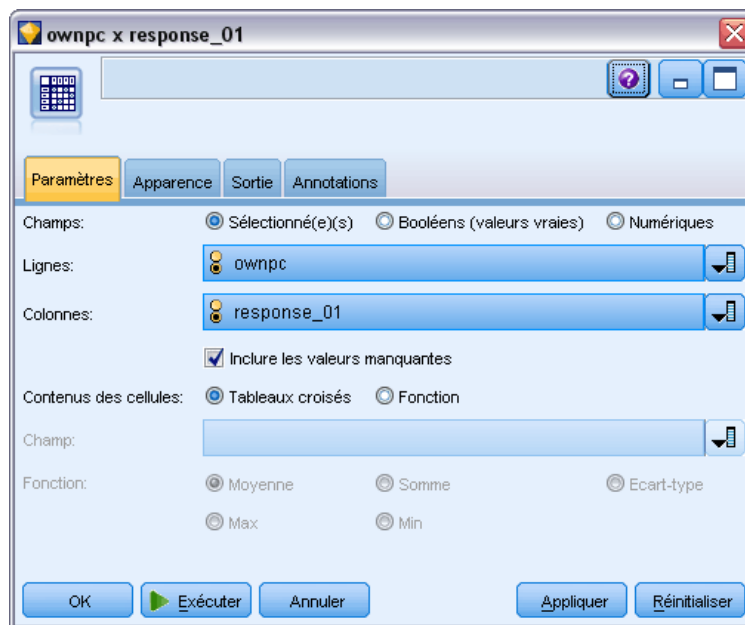 ownpc x response_01
Paramètres Apparence Sortie Annotations
Champs: Sélectionné(e)(s) Booléens (valeurs vraies) Numériques
Lignes: ownpc
Colonnes: response_01
Inclure les valeurs manquantes
Contenus des cellules: Tableaux croisés Fonction
Champ:
Fonction: Moyenne Somme Ecart-type
Max Min
OK Exécuter Annuler Appliquer Réinitialiser